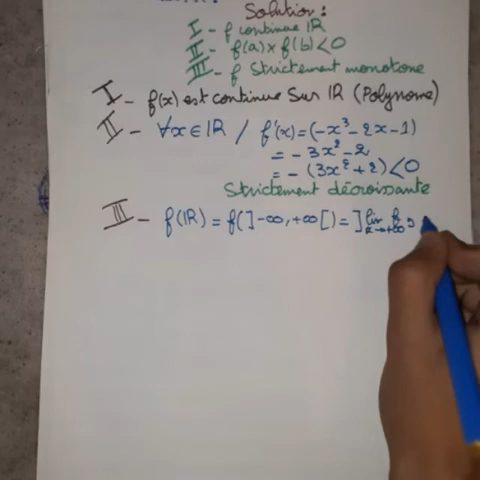 Solution:
I - f continue IR
II - f(a) x f(b) < 0
III - f Strictement monotone
I - f(x) est continue Sur IR (Polynome)
II - ∀x ∈ IR / f'(x) = (-x³ - 2x - 1)
= - 3x² - 2
= - (3x² + 2) < 0
Strictement décroissante
III - f(IR) = f(]-∞, +∞[) = ] lim f ,
x→+∞